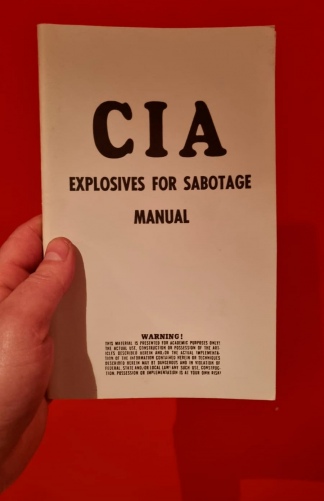 CIA
EXPLOSIVES FOR SABOTAGE
MANUAL
WARNING!
THIS MATERIAL IS PRESENTED FOR ACADEMIC PURPOSES ONLY!
THE ACTUAL USE, CONSTRUCTION OR POSSESSION OF THE ART-
ICLES DESCRIBED HEREIN AND/OR THE ACTUAL IMPLEMENTA-
TION OF THE INFORMATION CONTAINED HEREIN OR TECHNIQUES
DESCRIBED HEREIN MAY BE DANGEROUS AND IN VIOLATION OF
FEDERAL, STATE AND/OR LOCAL LAW! ANY SUCH USE, CONSTRUC-
TION, POSSESSION OR IMPLEMENTATION IS AT YOUR OWN RISK!